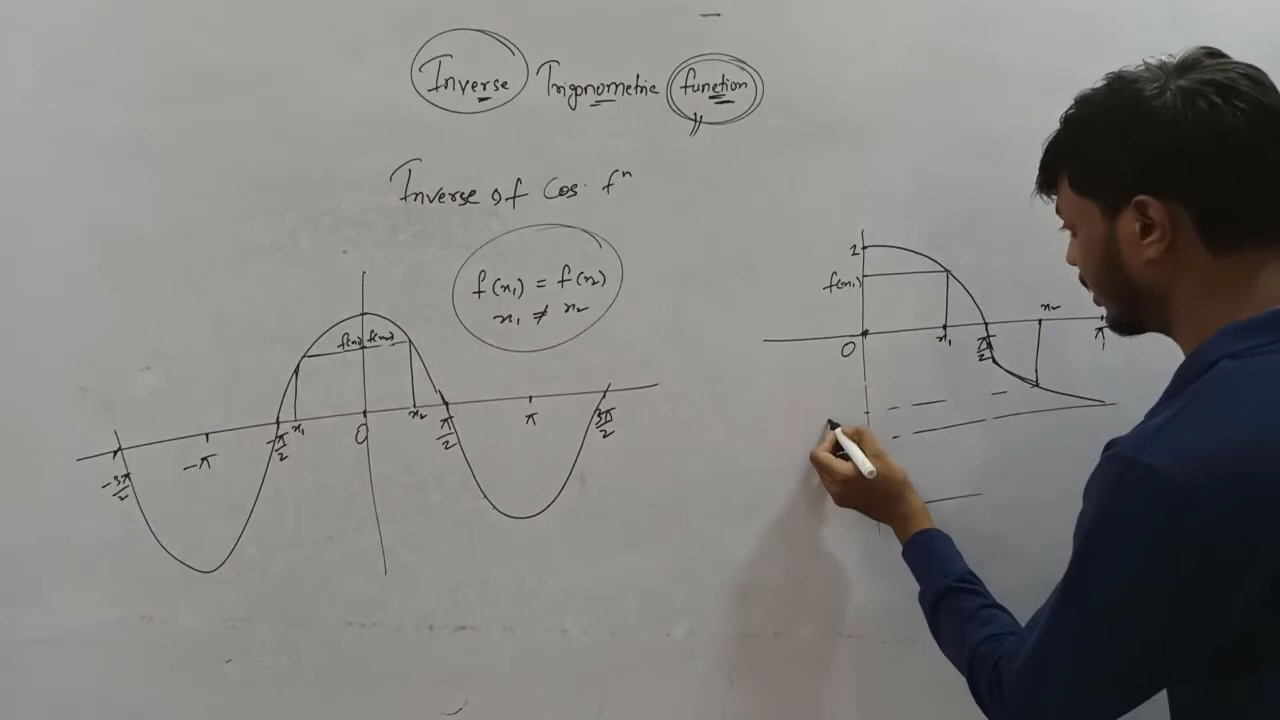 Inverse Trigonometric function
Inverse of Cos. fⁿ
f(x₁) = f(x₂)
x₁ ≠ x₂
f(x₁) f(x₂)
-3π/2 -π -π/2 x₁ 0 x₂ π/2 π 3π/2
1
f(x₁)
0 x₁ π/2 x₂ π